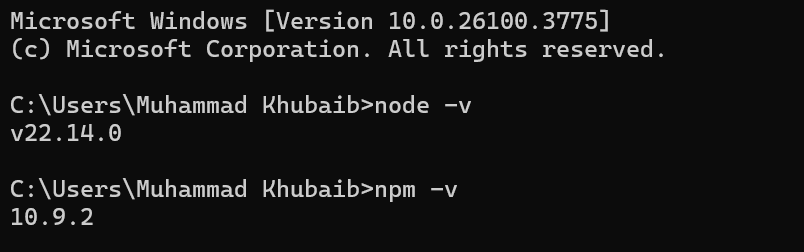 Microsoft Windows [Version 10.0.26100.3775]
(c) Microsoft Corporation. All rights reserved.
C:\Users\Muhammad Khubaib>node -v
v22.14.0
C:\Users\Muhammad Khubaib>npm -v
10.9.2